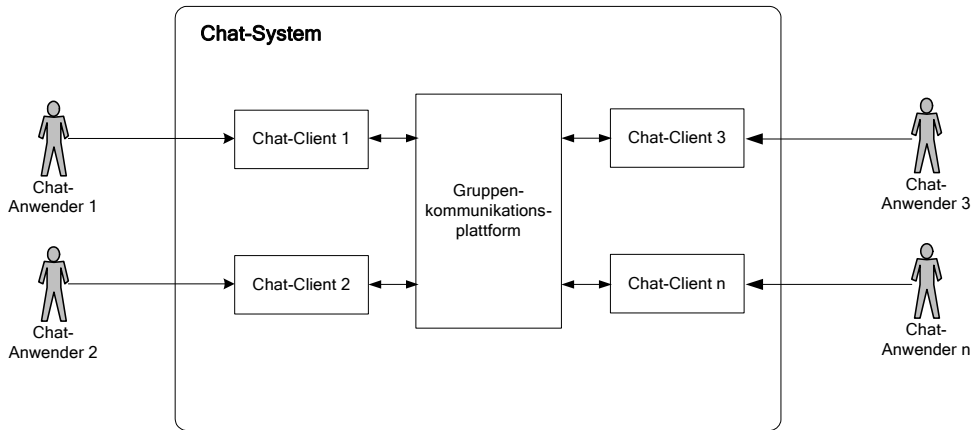 Chat-System
Chat-
Anwender 1
Chat-Client 1
Gruppen-
kommunikations-
plattform
Chat-Client 3
Chat-
Anwender 3
Chat-
Anwender 2
Chat-Client 2
Chat-Client n
Chat-
Anwender n